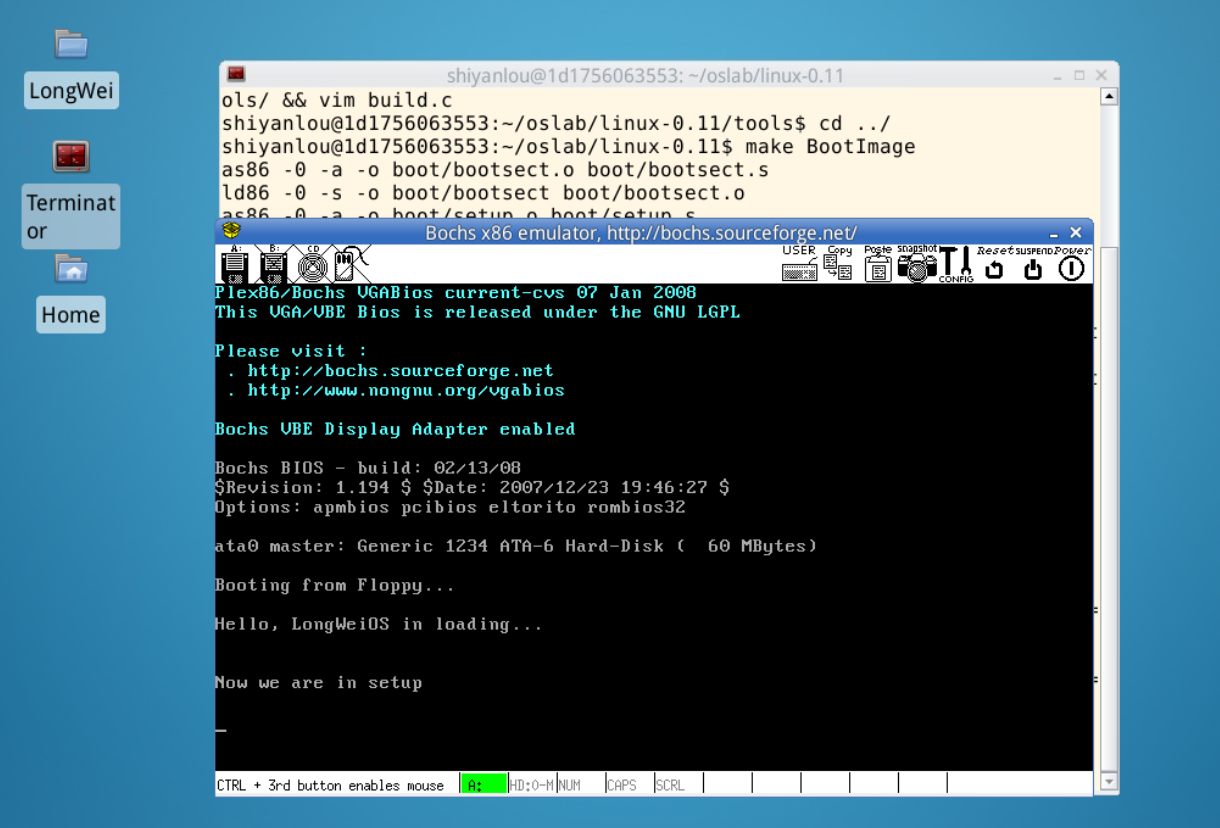 LongWei
Terminat
or
Home
shiyanlou@1d1756063553: ~/oslab/linux-0.11
ols/ && vim build.c
shiyanlou@1d1756063553:~/oslab/linux-0.11/tools$ cd ../
shiyanlou@1d1756063553:~/oslab/linux-0.11$ make BootImage
as86 -0 -a -o boot/bootsect.o boot/bootsect.s
ld86 -0 -s -o boot/bootsect boot/bootsect.o
as86 -0 -a -o boot/setup.o boot/setup.s
Bochs x86 emulator, http://bochs.sourceforge.net/
A: B: CD USER Copy Paste snapshot CONFIG Reset SUSPEND Power
Plex86/Bochs VGABios current-cvs 07 Jan 2008
This VGA/VBE Bios is released under the GNU LGPL
Please visit :
. http://bochs.sourceforge.net
. http://www.nongnu.org/vgabios
Bochs VBE Display Adapter enabled
Bochs BIOS - build: 02/13/08
$Revision: 1.194 $ $Date: 2007/12/23 19:46:27 $
Options: apmbios pcibios eltorito rombios32
ata0 master: Generic 1234 ATA-6 Hard-Disk (  60 MBytes)
Booting from Floppy...
Hello, LongWeiOS in loading...
Now we are in setup
CTRL + 3rd button enables mouse A: HD:0-M NUM CAPS SCRL